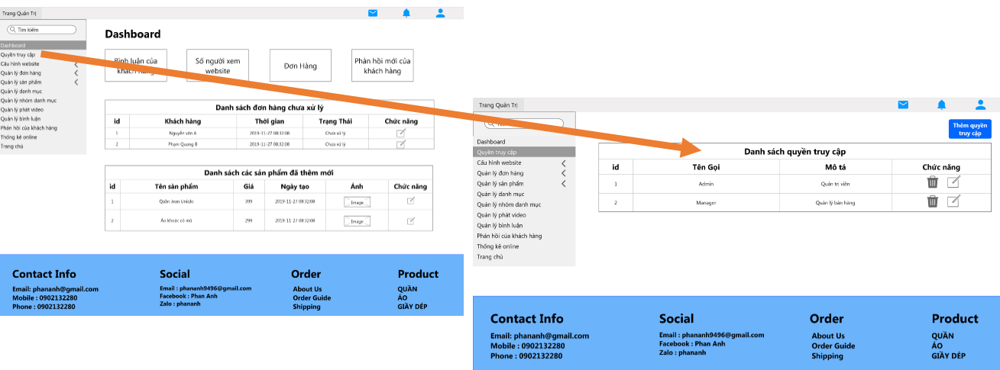 Trang Quản Trị
Tìm kiếm
Dashboard
Quyền truy cập
Cấu hình website
Quản lý đơn hàng
Quản lý sản phẩm
Quản lý danh mục
Quản lý nhóm danh mục
Quản lý phát video
Quản lý bình luận
Phản hồi của khách hàng
Thống kê online
Trang chủ
Dashboard
Bình luận của
khách hàng
Số người xem
website
Đơn Hàng
Phản hồi mới của
khách hàng
Danh sách đơn hàng chưa xử lý
id Khách hàng Thời gian Trạng Thái Chức năng
1 Nguyễn văn A 2019-11-27 08:32:08 Chưa xử lý
2 Phạm Quang B 2019-11-27 08:32:08 Chưa xử lý
Danh sách các sản phẩm đã thêm mới
id Tên sản phẩm Giá Ngày tạo Ảnh Chức năng
1 Quần Jean Uniqlo 399 2019-11-27 08:32:08 Image
2 Áo khoác có mũ 299 2019-11-27 08:32:08 Image
Contact Info
Email: phananh@gmail.com
Mobile : 0902132280
Phone : 0902132280
Social
Email : phananh9496@gmail.com
Facebook : Phan Anh
Zalo : phananh
Order
About Us
Order Guide
Shipping
Product
QUẦN
ÁO
GIẦY DÉP
Trang Quản Trị
Dashboard
Quyền truy cập
Cấu hình website
Quản lý đơn hàng
Quản lý sản phẩm
Quản lý danh mục
Quản lý nhóm danh mục
Quản lý phát video
Quản lý bình luận
Phản hồi của khách hàng
Thống kê online
Trang chủ
Thêm quyền
truy cập
Danh sách quyền truy cập
id Tên Gọi Mô tả Chức năng
1 Admin Quản trị viên
2 Manager Quản lý bán hàng
Contact Info
Email: phananh@gmail.com
Mobile : 0902132280
Phone : 0902132280
Social
Email : phananh9496@gmail.com
Facebook : Phan Anh
Zalo : phananh
Order
About Us
Order Guide
Shipping
Product
QUẦN
ÁO
GIẦY DÉP